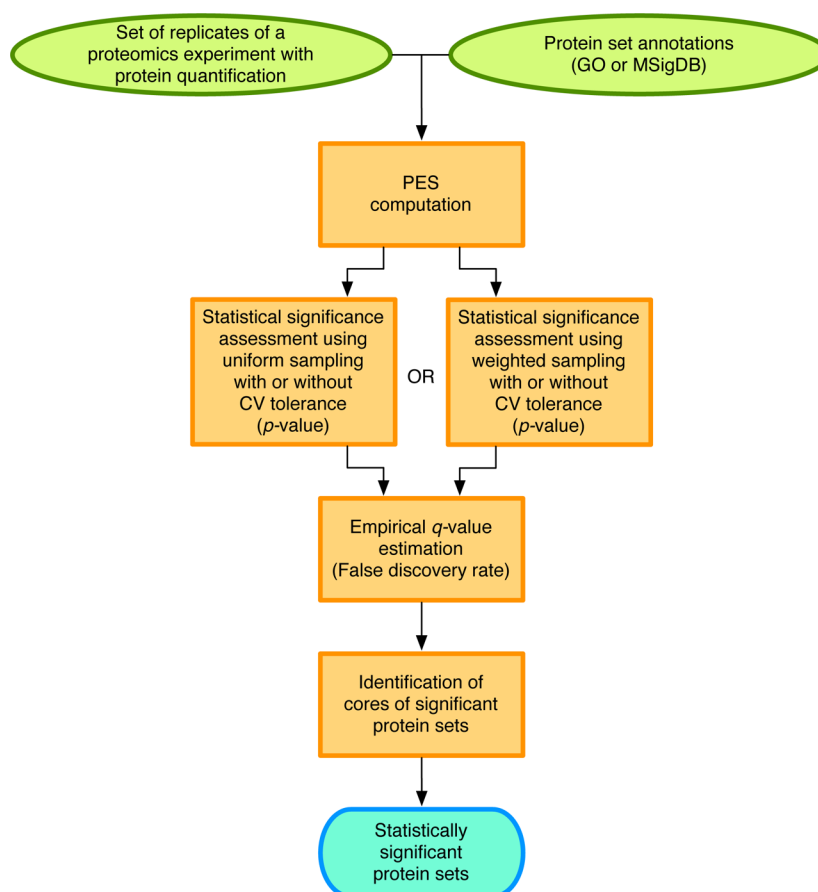 Set of replicates of a
proteomics experiment with
protein quantification
Protein set annotations
(GO or MSigDB)
PES
computation
Statistical significance
assessment using
uniform sampling
with or without
CV tolerance
(p-value)
OR
Statistical significance
assessment using
weighted sampling
with or without
CV tolerance
(p-value)
Empirical q-value
estimation
(False discovery rate)
Identification of
cores of significant
protein sets
Statistically
significant
protein sets